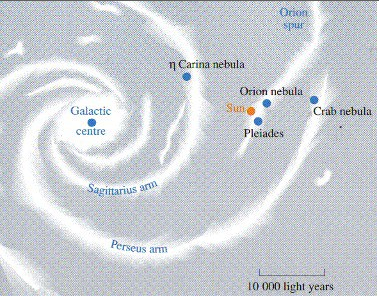 Orion
spur
η Carina nebula
Orion nebula
Sun
Crab nebula
Galactic
centre
Pleiades
Sagittarius arm
Perseus arm
10 000 light years